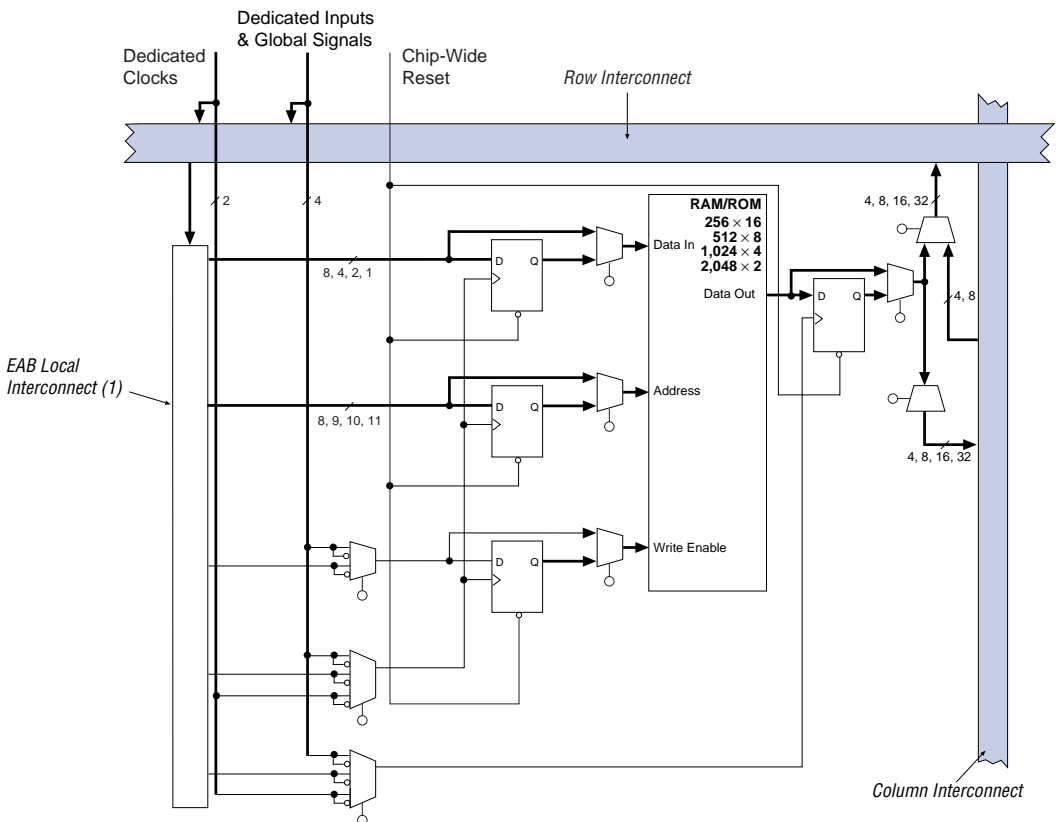 Dedicated Inputs
& Global Signals
Dedicated
Clocks
Chip-Wide
Reset
Row Interconnect
2
4
4, 8, 16, 32
RAM/ROM
256 × 16
512 × 8
1,024 × 4
2,048 × 2
D
Q
Data In
8, 4, 2, 1
Data Out
D
Q
4, 8
EAB Local
Interconnect (1)
D
Q
Address
8, 9, 10, 11
4, 8, 16, 32
D
Q
Write Enable
Column Interconnect